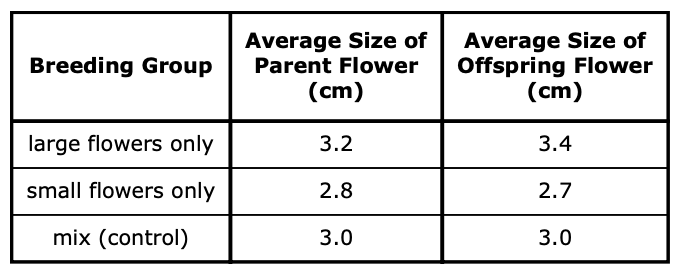 Breeding Group
Average Size of
Parent Flower
(cm)
Average Size of
Offspring Flower
(cm)
large flowers only 3.2 3.4
small flowers only 2.8 2.7
mix (control) 3.0 3.0